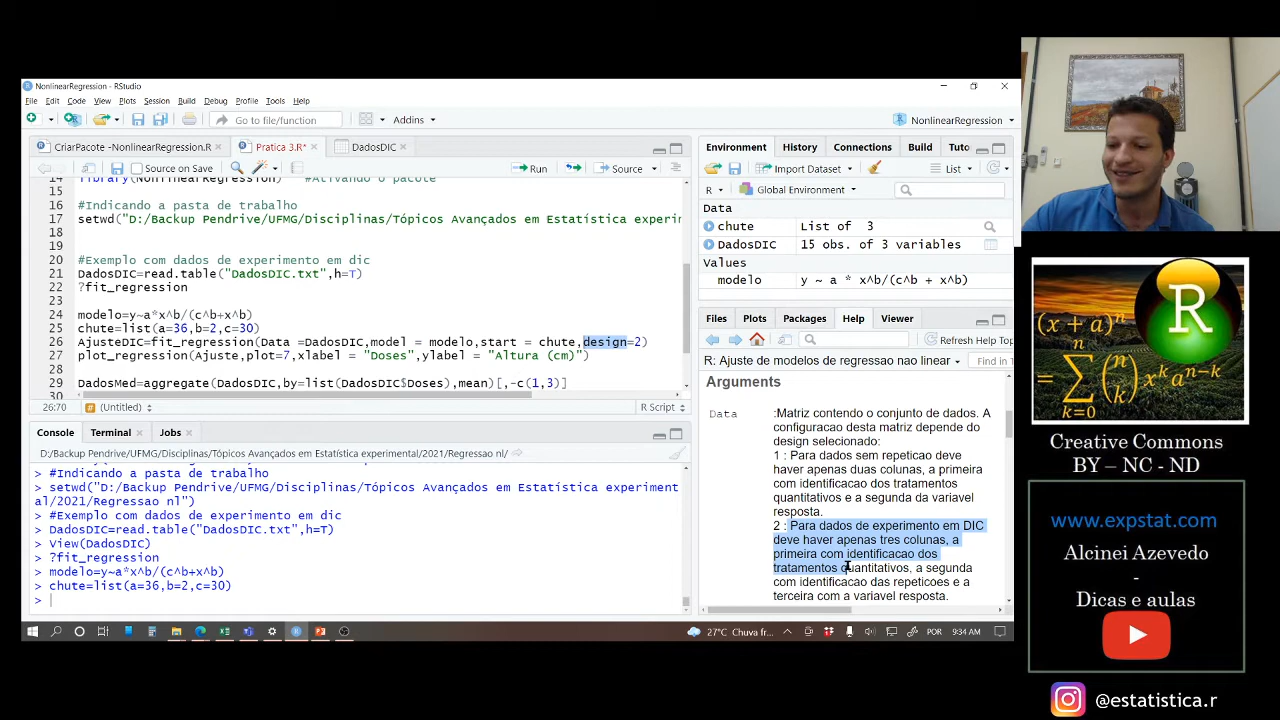 NonlinearRegression - RStudio
File Edit Code View Plots Session Build Debug Profile Tools Help
Go to file/function
Addins
NonlinearRegression
CriarPacote -NonlinearRegression.R
Pratica 3.R*
DadosDIC
Source on Save
Run
Source
14 library(NonlinearRegression) #Ativando o pacote
15
16 #Indicando a pasta de trabalho
17 setwd("D:/Backup Pendrive/UFMG/Disciplinas/Tópicos Avançados em Estatística experin
18
19
20 #Exemplo com dados de experimento em dic
21 DadosDIC=read.table("DadosDIC.txt",h=T)
22 ?fit_regression
23
24 modelo=y~a*x^b/(c^b+x^b)
25 chute=list(a=36,b=2,c=30)
26 AjusteDIC=fit_regression(Data =DadosDIC,model = modelo,start = chute,design=2)
27 plot_regression(Ajuste,plot=7,xlabel = "Doses",ylabel = "Altura (cm)")
28
29 DadosMed=aggregate(DadosDIC,by=list(DadosDIC$Doses),mean)[,-c(1,3)]
30
26:70 # (Untitled) R Script
Console Terminal Jobs
D:/Backup Pendrive/UFMG/Disciplinas/Tópicos Avançados em Estatística experimental/2021/Regressao nl/
> #Indicando a pasta de trabalho
> setwd("D:/Backup Pendrive/UFMG/Disciplinas/Tópicos Avançados em Estatística experiment
al/2021/Regressao nl")
> #Exemplo com dados de experimento em dic
> DadosDIC=read.table("DadosDIC.txt",h=T)
> View(DadosDIC)
> ?fit_regression
> modelo=y~a*x^b/(c^b+x^b)
> chute=list(a=36,b=2,c=30)
>
Environment History Connections Build Tuto
Import Dataset
List
R
Global Environment
Data
chute List of 3
DadosDIC 15 obs. of 3 variables
Values
modelo y ~ a * x^b/(c^b + x^b)
Files Plots Packages Help Viewer
Refresh Help Top
R: Ajuste de modelos de regressao nao linear
Find in T
Arguments
Data :Matriz contendo o conjunto de dados. A
configuracao desta matriz depende do
design selecionado:
1 : Para dados sem repeticao deve
haver apenas duas colunas, a primeira
com identificacao dos tratamentos
quantitativos e a segunda da variavel
resposta.
2 : Para dados de experimento em DIC
deve haver apenas tres colunas, a
primeira com identificacao dos
tratamentos quantitativos, a segunda
com identificacao das repeticoes e a
terceira com a variavel resposta.
27°C Chuva fr...
POR
9:34 AM
R
(x + a)^n
= ∑ n k=0 (n k) x^k a^{n−k}
Creative Commons
BY – NC - ND
www.expstat.com
Alcinei Azevedo
-
Dicas e aulas
@estatistica.r